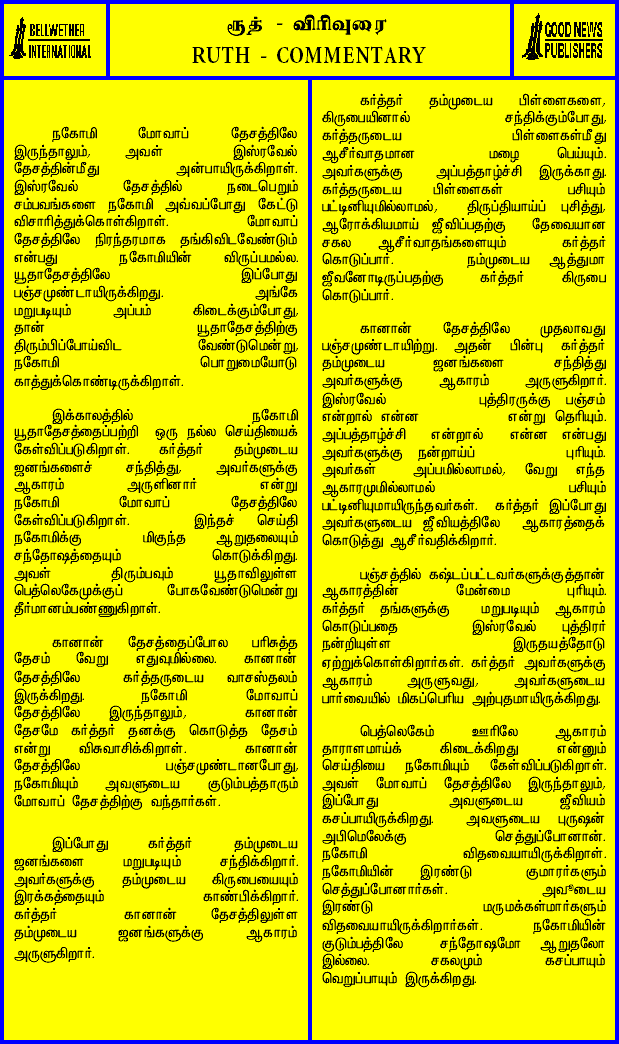 BELLWETHER
INTERNATIONAL
ரூத் - விரிவுரை
RUTH - COMMENTARY
GOOD NEWS
PUBLISHERS
நகோமி மோவாப் தேசத்திலே
இருந்தாலும், அவள் இஸ்ரவேல்
தேசத்தின்மீது அன்பாயிருக்கிறாள்.
இஸ்ரவேல் தேசத்தில் நடைபெறும்
சம்பவங்களை நகோமி அவ்வப்போது கேட்டு
விசாரித்துக்கொள்கிறாள். மோவாப்
தேசத்திலே நிரந்தரமாக தங்கிவிடவேண்டும்
என்பது நகோமியின் விருப்பமல்ல.
யூதாதேசத்திலே இப்போது
பஞ்சமுண்டாயிருக்கிறது. அங்கே
மறுபடியும் அப்பம் கிடைக்கும்போது,
தான் யூதாதேசத்திற்கு
திரும்பிப்போய்விட வேண்டுமென்று,
நகோமி பொறுமையோடு
காத்துக்கொண்டிருக்கிறாள்.
இக்காலத்தில் நகோமி
யூதாதேசத்தைப்பற்றி ஒரு நல்ல செய்தியைக்
கேள்விப்படுகிறாள். கர்த்தர் தம்முடைய
ஜனங்களைச் சந்தித்து, அவர்களுக்கு
ஆகாரம் அருளினார் என்று
நகோமி மோவாப் தேசத்திலே
கேள்விப்படுகிறாள். இந்தச் செய்தி
நகோமிக்கு மிகுந்த ஆறுதலையும்
சந்தோஷத்தையும் கொடுக்கிறது.
அவள் திரும்பவும் யூதாவிலுள்ள
பெத்லெகேமுக்குப் போகவேண்டுமென்று
தீர்மானம்பண்ணுகிறாள்.
கானான் தேசத்தைப்போல பரிசுத்த
தேசம் வேறு எதுவுமில்லை. கானான்
தேசத்திலே கர்த்தருடைய வாசஸ்தலம்
இருக்கிறது. நகோமி மோவாப்
தேசத்திலே இருந்தாலும், கானான்
தேசமே கர்த்தர் தனக்கு கொடுத்த தேசம்
என்று விசுவாசிக்கிறாள். கானான்
தேசத்திலே பஞ்சமுண்டானபோது,
நகோமியும் அவளுடைய குடும்பத்தாரும்
மோவாப் தேசத்திற்கு வந்தார்கள்.
இப்போது கர்த்தர் தம்முடைய
ஜனங்களை மறுபடியும் சந்திக்கிறார்.
அவர்களுக்கு தம்முடைய கிருபையையும்
இரக்கத்தையும் காண்பிக்கிறார்.
கர்த்தர் கானான் தேசத்திலுள்ள
தம்முடைய ஜனங்களுக்கு ஆகாரம்
அருளுகிறார்.
கர்த்தர் தம்முடைய பிள்ளைகளை,
கிருபையினால் சந்திக்கும்போது,
கர்த்தருடைய பிள்ளைகள்மீது
ஆசீர்வாதமான மழை பெய்யும்.
அவர்களுக்கு அப்பத்தாழ்ச்சி இருக்காது.
கர்த்தருடைய பிள்ளைகள் பசியும்
பட்டினியுமில்லாமல், திருப்தியாய்ப் புசித்து,
ஆரோக்கியமாய் ஜீவிப்பதற்கு தேவையான
சகல ஆசீர்வாதங்களையும் கர்த்தர்
கொடுப்பார். நம்முடைய ஆத்துமா
ஜீவனோடிருப்பதற்கு கர்த்தர் கிருபை
கொடுப்பார்.
கானான் தேசத்திலே முதலாவது
பஞ்சமுண்டாயிற்று. அதன் பின்பு கர்த்தர்
தம்முடைய ஜனங்களை சந்தித்து
அவர்களுக்கு ஆகாரம் அருளுகிறார்.
இஸ்ரவேல் புத்திரருக்கு பஞ்சம்
என்றால் என்ன என்று தெரியும்.
அப்பத்தாழ்ச்சி என்றால் என்ன என்பது
அவர்களுக்கு நன்றாய்ப் புரியும்.
அவர்கள் அப்பமில்லாமல், வேறு எந்த
ஆகாரமுமில்லாமல் பசியும்
பட்டினியுமாயிருந்தவர்கள். கர்த்தர் இப்போது
அவர்களுடைய ஜீவியத்திலே ஆகாரத்தைக்
கொடுத்து ஆசீர்வதிக்கிறார்.
பஞ்சத்தில் கஷ்டப்பட்டவர்களுக்குத்தான்
ஆகாரத்தின் மேன்மை புரியும்.
கர்த்தர் தங்களுக்கு மறுபடியும் ஆகாரம்
கொடுப்பதை இஸ்ரவேல் புத்திரர்
நன்றியுள்ள இருதயத்தோடு
ஏற்றுக்கொள்கிறார்கள். கர்த்தர் அவர்களுக்கு
ஆகாரம் அருளுவது, அவர்களுடைய
பார்வையில் மிகப்பெரிய அற்புதமாயிருக்கிறது.
பெத்லெகேம் ஊரிலே ஆகாரம்
தாராளமாய்க் கிடைக்கிறது என்னும்
செய்தியை நகோமியும் கேள்விப்படுகிறாள்.
அவள் மோவாப் தேசத்திலே இருந்தாலும்,
இப்போது அவளுடைய ஜீவியம்
கசப்பாயிருக்கிறது. அவளுடைய புருஷன்
அபிமெலேக்கு செத்துப்போனான்.
நகோமி விதவையாயிருக்கிறாள்.
நகோமியின் இரண்டு குமாரர்களும்
செத்துப்போனார்கள். அவூடைய
இரண்டு மருமக்கள்மார்களும்
விதவையாயிருக்கிறார்கள். நகோமியின்
குடும்பத்திலே சந்தோஷமோ ஆறுதலோ
இல்லை. சகலமும் கசப்பாயும்
வெறுப்பாயும் இருக்கிறது.